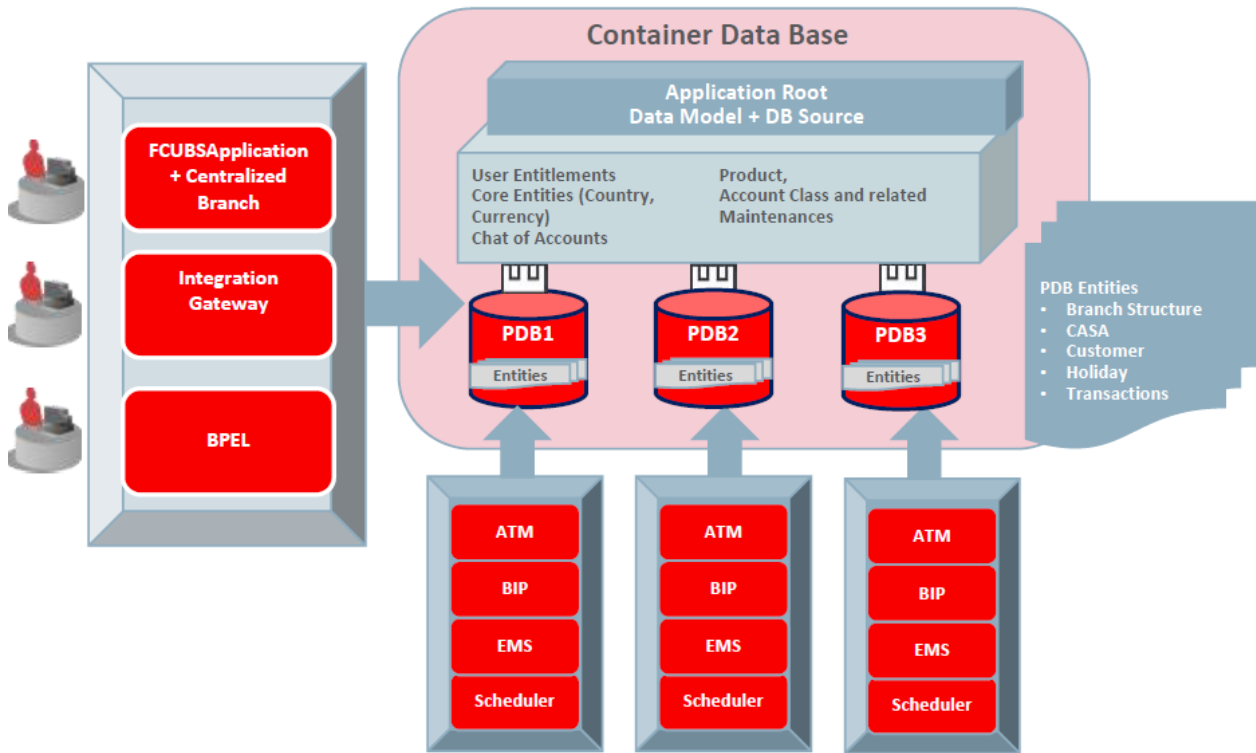 Container Data Base
Application Root
Data Model + DB Source
User Entitlements
Core Entities (Country,
Currency)
Chat of Accounts
Product,
Account Class and related
Maintenances
FCUBSApplication
+ Centralized
Branch
Integration
Gateway
BPEL
PDB1
Entities
PDB2
Entities
PDB3
Entities
PDB Entities
• Branch Structure
• CASA
• Customer
• Holiday
• Transactions
ATM
BIP
EMS
Scheduler
ATM
BIP
EMS
Scheduler
ATM
BIP
EMS
Scheduler